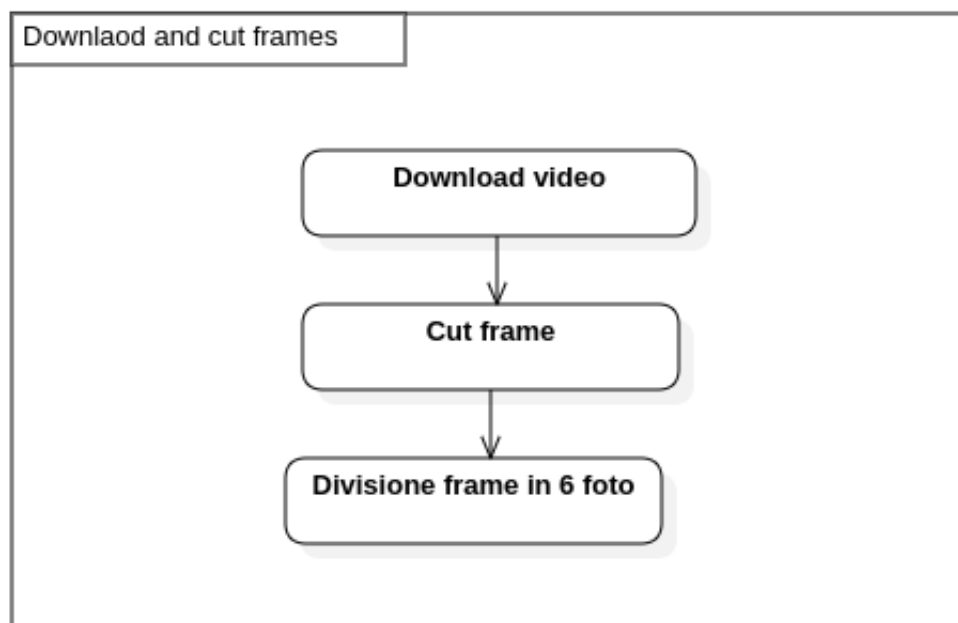 Downlaod and cut frames
Download video
Cut frame
Divisione frame in 6 foto